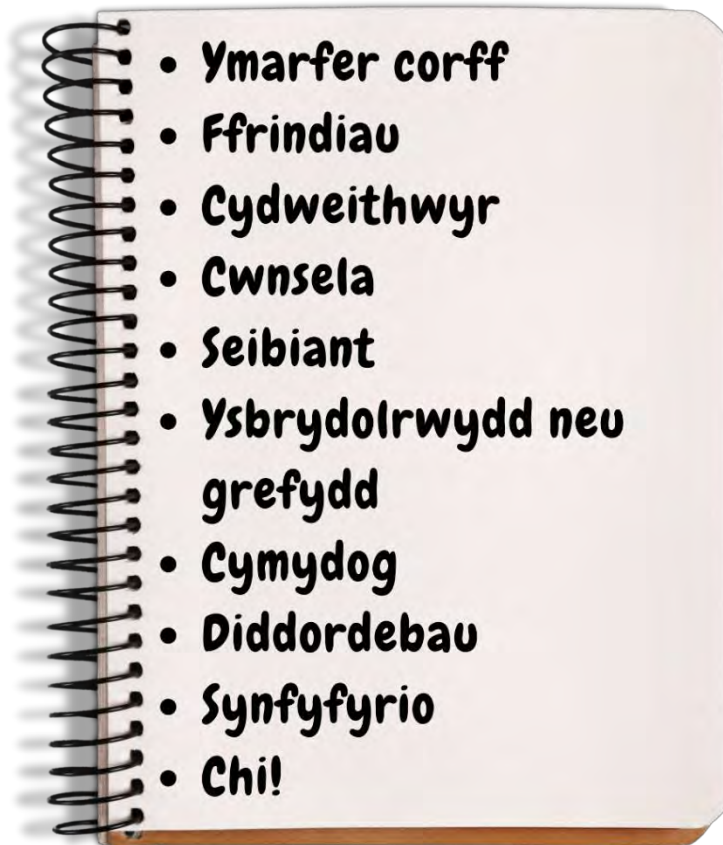 • Ymarfer corff
• Ffrindiau
• Cydweithwyr
• Cwnsela
• Seibiant
• Ysbrydolrwydd neu
grefydd
• Cymydog
• Diddordebau
• Synfyfyrio
• Chi!